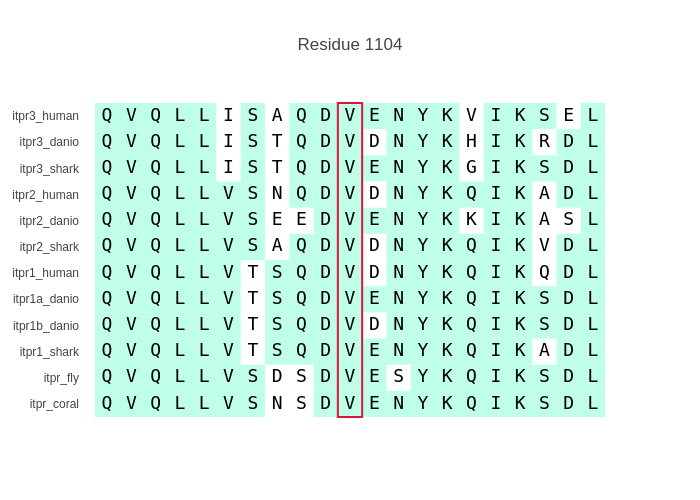 Residue 1104
itpr3_human Q V Q L L I S A Q D V E N Y K V I K S E L
itpr3_danio Q V Q L L I S T Q D V D N Y K H I K R D L
itpr3_shark Q V Q L L I S T Q D V E N Y K G I K S D L
itpr2_human Q V Q L L V S N Q D V D N Y K Q I K A D L
itpr2_danio Q V Q L L V S E E D V E N Y K K I K A S L
itpr2_shark Q V Q L L V S A Q D V D N Y K Q I K V D L
itpr1_human Q V Q L L V T S Q D V D N Y K Q I K Q D L
itpr1a_danio Q V Q L L V T S Q D V E N Y K Q I K S D L
itpr1b_danio Q V Q L L V T S Q D V D N Y K Q I K S D L
itpr1_shark Q V Q L L V T S Q D V E N Y K Q I K A D L
itpr_fly Q V Q L L V S D S D V E S Y K Q I K S D L
itpr_coral Q V Q L L V S N S D V E N Y K Q I K S D L